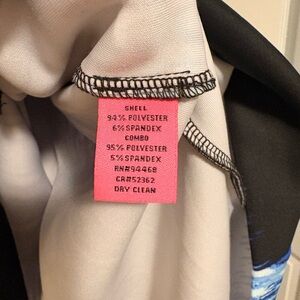 SHELL
94% POLYESTER
6% SPANDEX
COMBO
95% POLYESTER
5% SPANDEX
RN#94468
CA#52362
DRY CLEAN